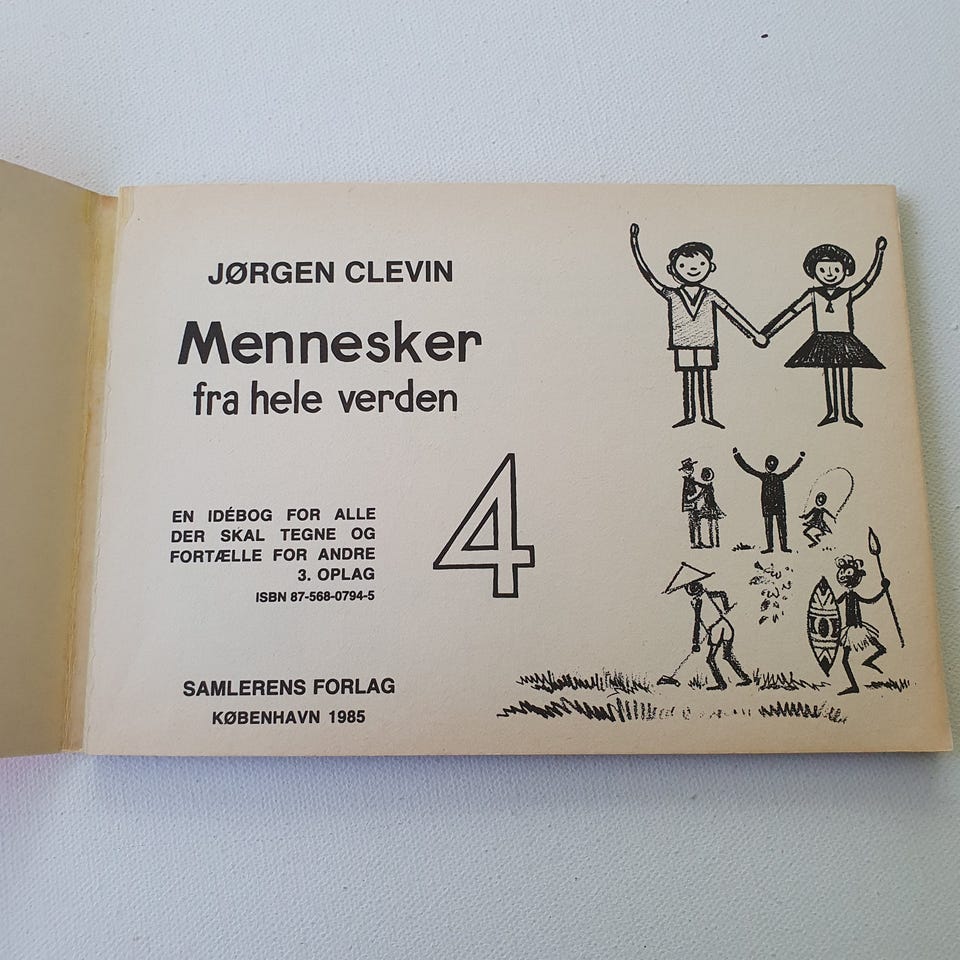 JØRGEN CLEVIN
Mennesker
fra hele verden
4
EN IDÉBOG FOR ALLE
DER SKAL TEGNE OG
FORTÆLLE FOR ANDRE
3. OPLAG
ISBN 87-568-0794-5
SAMLERENS FORLAG
KØBENHAVN 1985